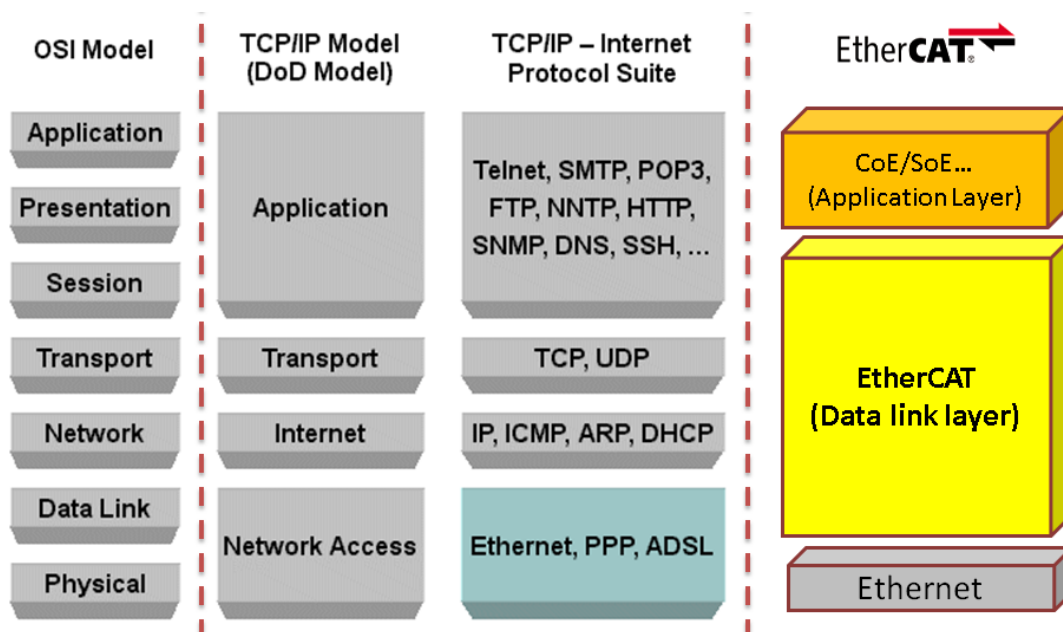 OSI Model
Application
Presentation
Session
Transport
Network
Data Link
Physical
TCP/IP Model
(DoD Model)
Application
Transport
Internet
Network Access
TCP/IP – Internet
Protocol Suite
Telnet, SMTP, POP3,
FTP, NNTP, HTTP,
SNMP, DNS, SSH, ...
TCP, UDP
IP, ICMP, ARP, DHCP
Ethernet, PPP, ADSL
EtherCAT®
CoE/SoE...
(Application Layer)
EtherCAT
(Data link layer)
Ethernet